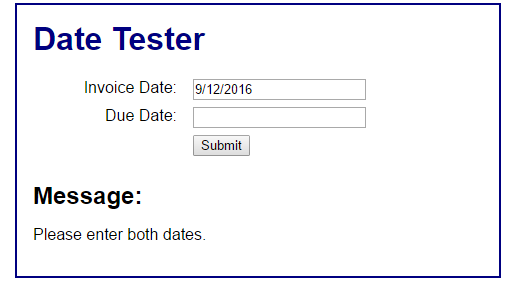 Date Tester
Invoice Date: 9/12/2016
Due Date:
Submit
Message:
Please enter both dates.